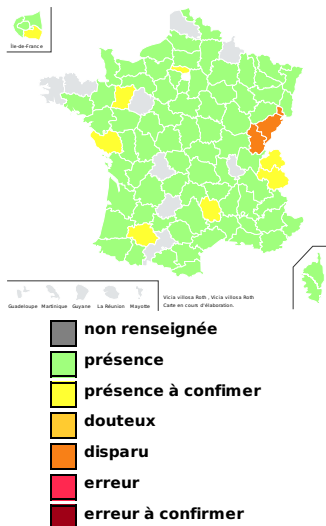 Île-de-France
Guadeloupe Martinique Guyane La Réunion Mayotte
Vicia villosa Roth , Vicia villosa Roth
Carte en cours d'élaboration.
non renseignée
présence
présence à confimer
douteux
disparu
erreur
erreur à confirmer